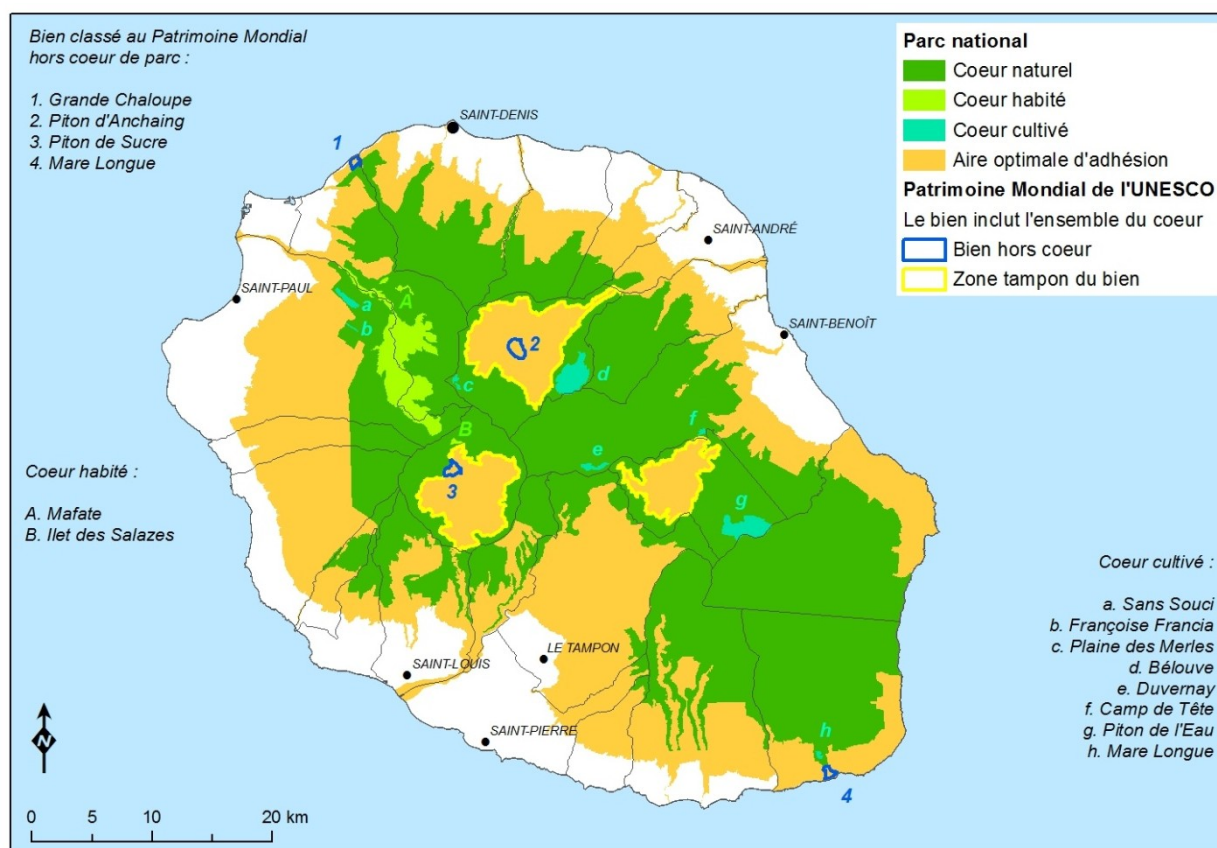 Bien classé au Patrimoine Mondial
hors coeur de parc :
1. Grande Chaloupe
2. Piton d'Anchaing
3. Piton de Sucre
4. Mare Longue
Parc national
Coeur naturel
Coeur habité
Coeur cultivé
Aire optimale d'adhésion
Patrimoine Mondial de l'UNESCO
Le bien inclut l'ensemble du coeur
Bien hors coeur
Zone tampon du bien
SAINT-DENIS
1
SAINT-ANDRÉ
SAINT-PAUL
A
a
b
SAINT-BENOÎT
2
c
d
B
f
e
3
g
Coeur habité :
A. Mafate
B. Ilet des Salazes
Coeur cultivé :
a. Sans Souci
b. Françoise Francia
c. Plaine des Merles
d. Bélouve
e. Duvernay
f. Camp de Tête
g. Piton de l'Eau
h. Mare Longue
LE TAMPON
SAINT-LOUIS
SAINT-PIERRE
h
4
N
0 5 10 20 km